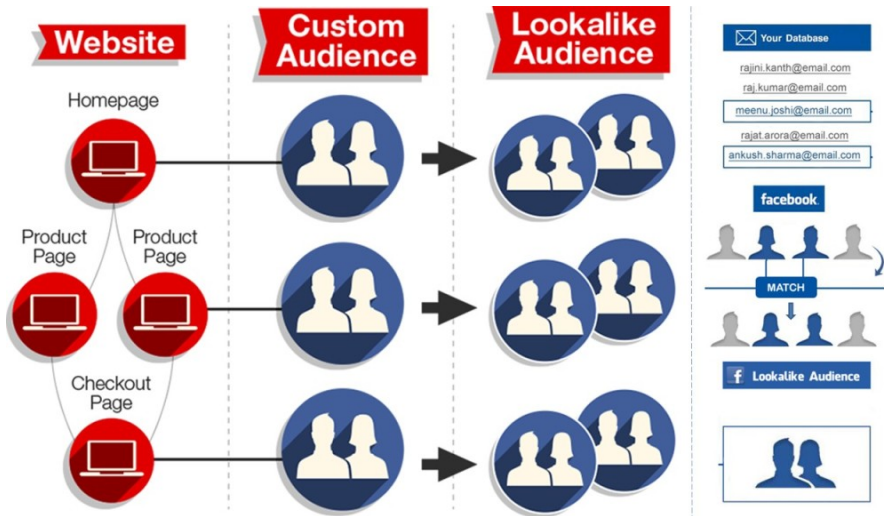 Website
Custom
Audience
Lookalike
Audience
Homepage
Product
Page
Product
Page
Checkout
Page
Your Database
rajini.kanth@email.com
raj.kumar@email.com
meenu.joshi@email.com
rajat.arora@email.com
ankush.sharma@email.com
facebook
MATCH
f Lookalike Audience